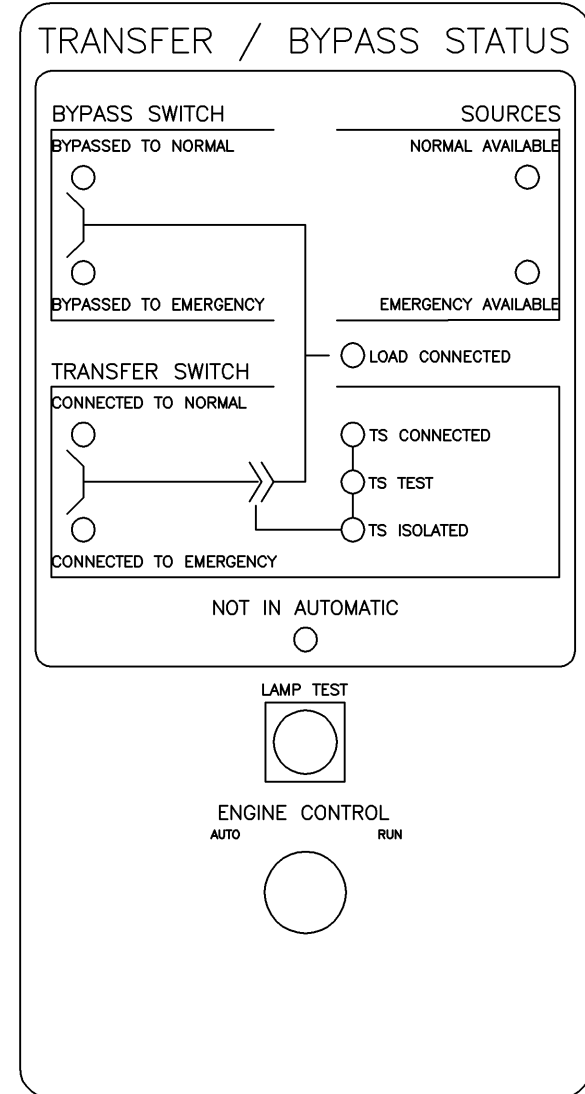 TRANSFER / BYPASS STATUS
BYPASS SWITCH
SOURCES
BYPASSED TO NORMAL
NORMAL AVAILABLE
BYPASSED TO EMERGENCY
EMERGENCY AVAILABLE
LOAD CONNECTED
TRANSFER SWITCH
CONNECTED TO NORMAL
TS CONNECTED
TS TEST
TS ISOLATED
CONNECTED TO EMERGENCY
NOT IN AUTOMATIC
LAMP TEST
ENGINE CONTROL
AUTO
RUN